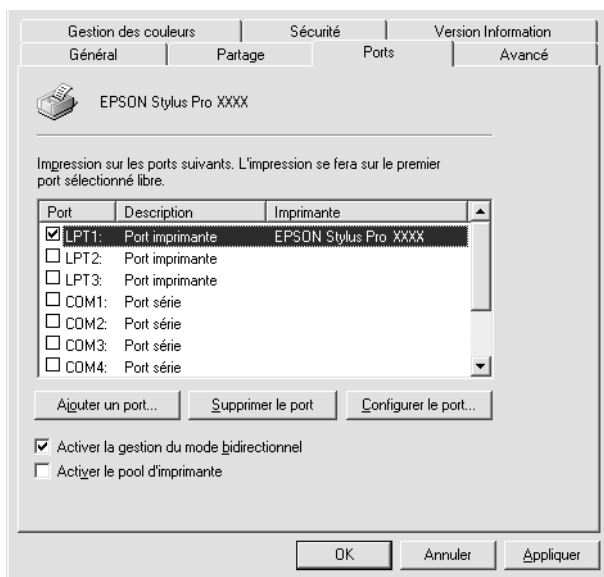 Gestion des couleurs Sécurité Version Information
Général Partage Ports Avancé
EPSON Stylus Pro XXXX
Impression sur les ports suivants. L'impression se fera sur le premier
port sélectionné libre.
Port Description Imprimante
LPT1: Port imprimante EPSON Stylus Pro XXXX
LPT2: Port imprimante
LPT3: Port imprimante
COM1: Port série
COM2: Port série
COM3: Port série
COM4: Port série
Ajouter un port... Supprimer le port Configurer le port...
Activer la gestion du mode bidirectionnel
Activer le pool d'imprimante
OK Annuler Appliquer